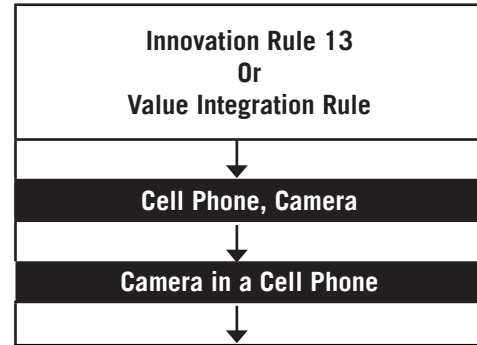 Innovation Rule 13
Or
Value Integration Rule
Cell Phone, Camera
Camera in a Cell Phone